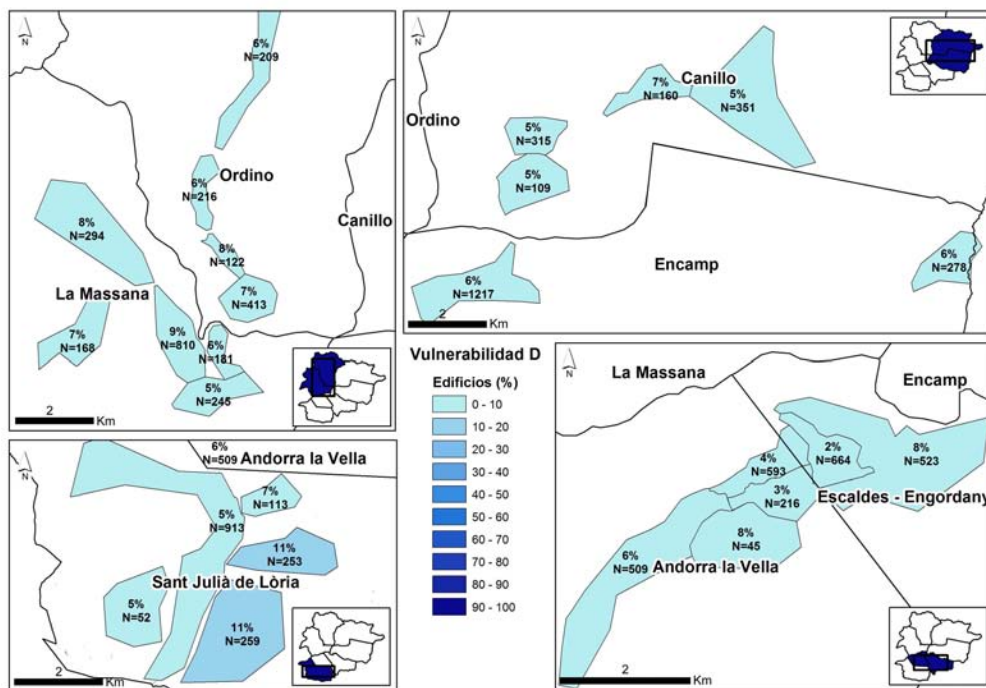 N
6%
N=209
6%
N=216
Ordino
Canillo
8%
N=294
8%
N=122
La Massana
7%
N=413
7%
N=168
9%
N=810
6%
N=181
5%
N=245
2
Km
N
7%
N=160
Canillo
5%
N=351
Ordino
5%
N=315
5%
N=109
Encamp
6%
N=1217
6%
N=278
2
Km
Vulnerabilidad D
Edificios (%)
0 - 10
10 - 20
20 - 30
30 - 40
40 - 50
50 - 60
60 - 70
70 - 80
80 - 90
90 - 100
N
6%
N=509
Andorra la Vella
7%
N=113
5%
N=913
11%
N=253
Sant Julià de Lòria
5%
N=52
11%
N=259
2
Km
N
La Massana
Encamp
2%
N=664
8%
N=523
4%
N=593
3%
N=216
Escaldes - Engordany
8%
N=45
6%
N=509
Andorra la Vella
2
Km